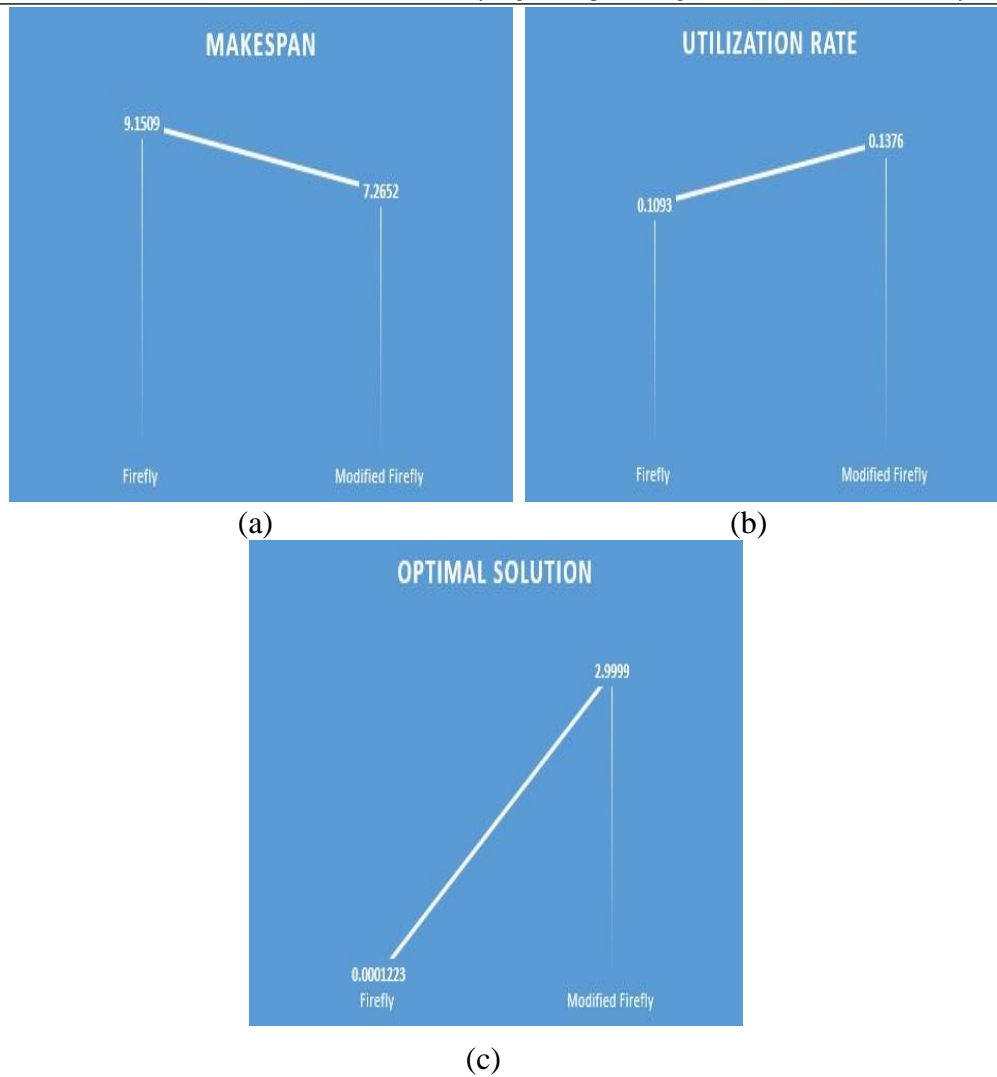 MAKESPAN
9.1509
7.2652
Firefly
Modified Firefly
(a)
UTILIZATION RATE
0.1376
0.1093
Firefly
Modified Firefly
(b)
OPTIMAL SOLUTION
2.9999
0.0001223
Firefly
Modified Firefly
(c)